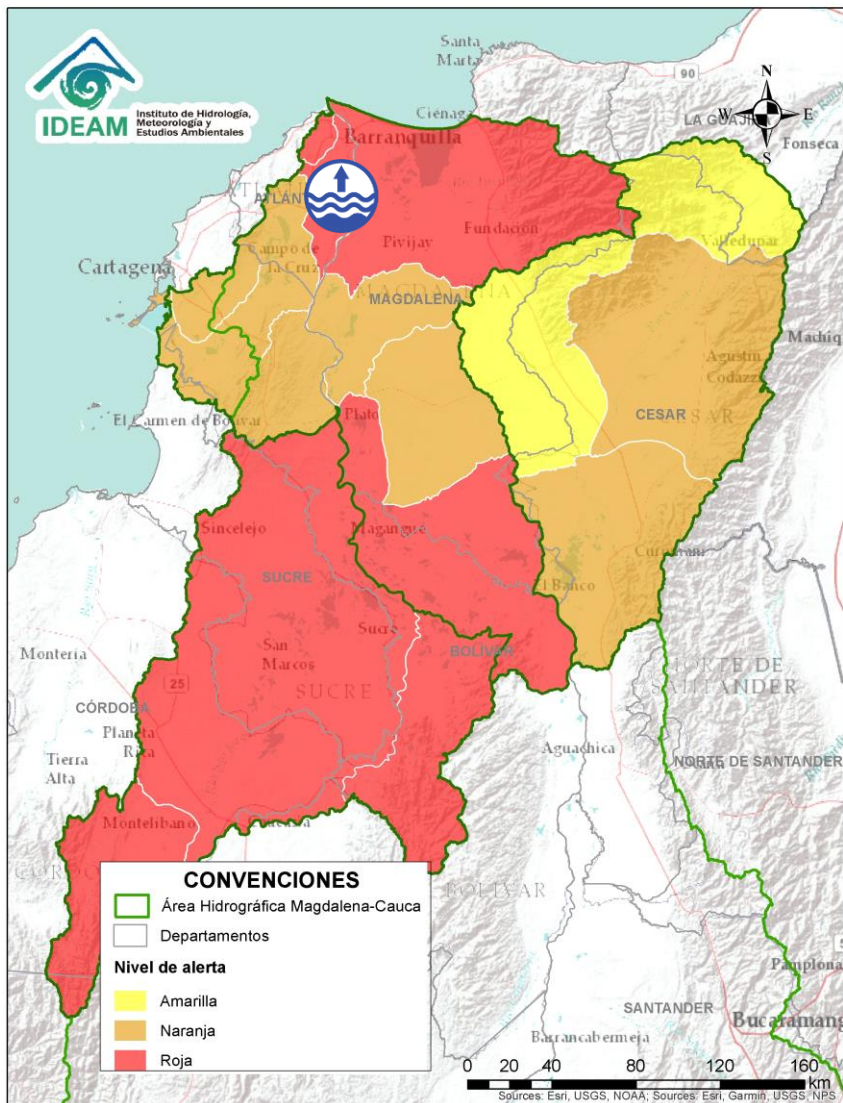 IDEAM
Instituto de Hidrología,
Meteorología y
Estudios Ambientales
Santa
Marta
90
N
W
E
S
LA GUAJI
Ciénaga
Fonseca
Barranquilla
ATLÁNT
Pivijay
Fundación
Valledupar
Campo de
la Cruz
Cartagena
MAGDALENA
Machiq
Agustín
Codazzi
CESAR
Plato
El Carmen de Bolívar
Sincelejo
Magangué
SUCRE
El Banco
Sucre
San
Marcos
BOLÍVAR
SUCRE
NORTE DE
SANTANDER
Montería
25
CÓRDOBA
Planeta
Rica
Tierra
Alta
Aguachica
NORTE DE SANTANDER
Montelíbano
BOLÍVAR
CONVENCIONES
Área Hidrográfica Magdalena-Cauca
Departamentos
Nivel de alerta
Amarilla
Naranja
Roja
Pamplona
SANTANDER
Bucaramang
Barrancabermeja
0 20 40 80 120 160
km
Sources: Esri, USGS, NOAA; Sources: Esri, Garmin, USGS, NPS